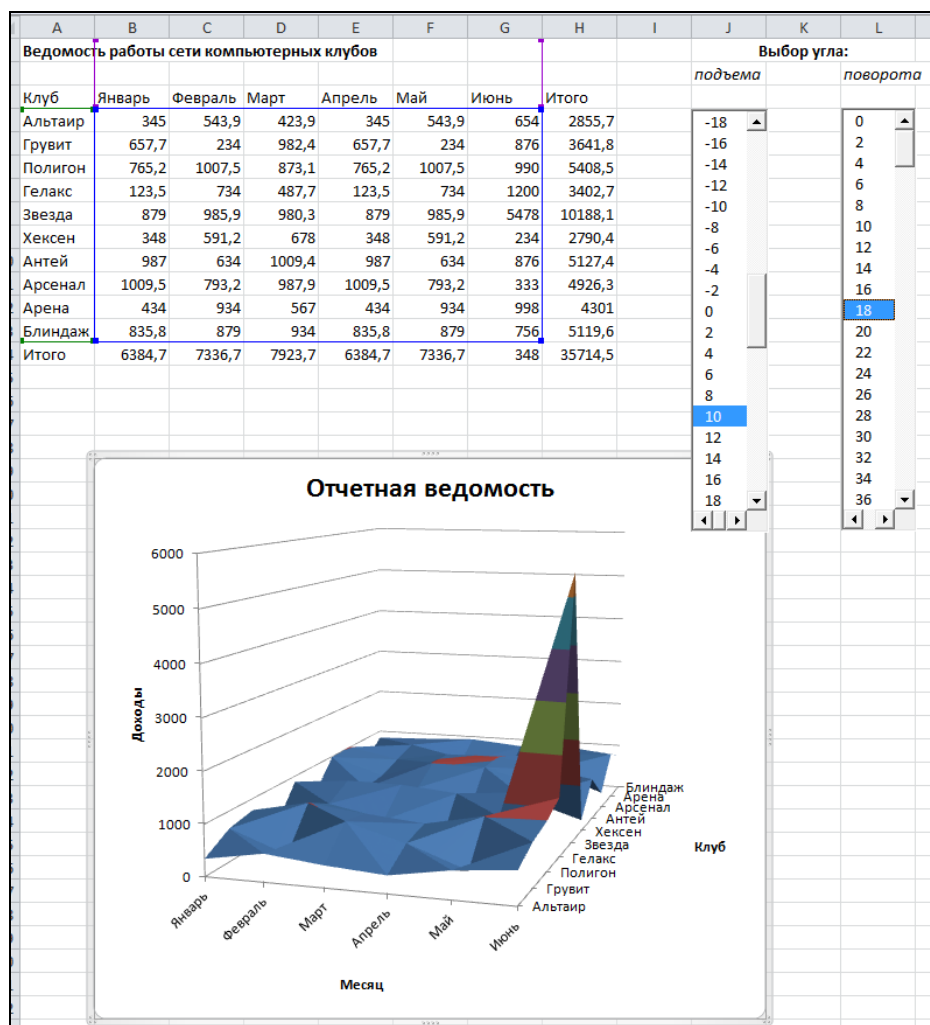 A B C D E F G H I J K L
Ведомость работы сети компьютерных клубов Выбор угла:
подъема поворота
Клуб Январь Февраль Март Апрель Май Июнь Итого
Альтаир 345 543,9 423,9 345 543,9 654 2855,7
Грувит 657,8 234 982,4 657,7 234 876 3641,8
Полигон 765,2 1007,5 873,1 765,2 1007,5 990 5408,5
Гелакс 123,5 734 487,7 123,5 734 1200 3402,7
Звезда 879 985,9 980,3 879 985,9 5478 10188,1
Хексен 348 591,2 678 348 591,2 234 2790,4
Антей 987 634 1009,4 987 634 876 5127,4
Арсенал 1009,5 793,2 987,9 1009,5 793,2 333 4926,3
Арена 434 934 567 434 934 998 4301
Блиндаж 835,8 879 934 835,8 879 756 5119,6
Итого 6384,7 7336,7 7923,7 6384,7 7336,7 348 35714,5
-18
-16
-14
-12
-10
-8
-6
-4
-2
0
2
4
6
8
10
12
14
16
18
0
2
4
6
8
10
12
14
16
18
20
22
24
26
28
30
32
34
36
Отчетная ведомость
6000
5000
4000
3000
2000
1000
0
Доходы
Январь
Февраль
Март
Апрель
Май
Июнь
Месяц
Блиндаж
Арена
Арсенал
Антей
Хексен
Звезда
Гелакс
Полигон
Грувит
Альтаир
Клуб